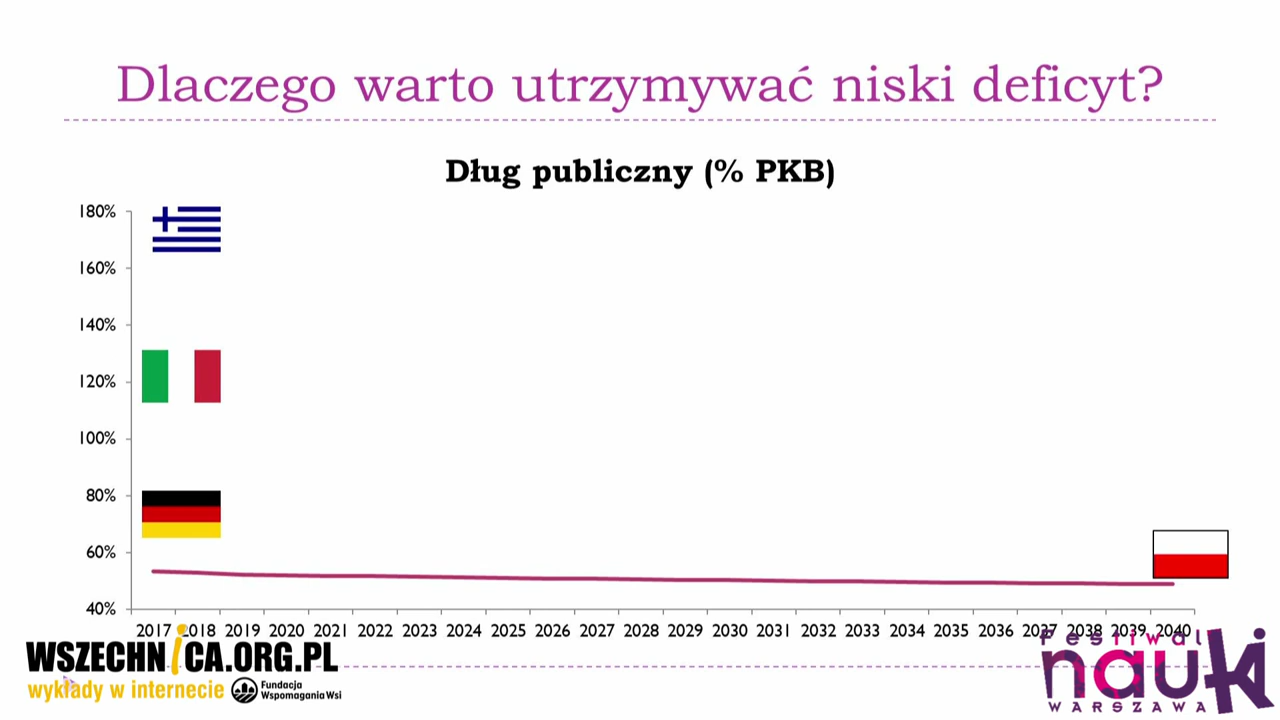 Dlaczego warto utrzymywać niski deficyt?
Dług publiczny (% PKB)
180%
160%
140%
120%
100%
80%
60%
40%
2017 2018 2019 2020 2021 2022 2023 2024 2025 2026 2027 2028 2029 2030 2031 2032 2033 2034 2035 2036 2037 2038 2039 2040
WSZECHNICA.ORG.PL
wykłady w internecie
Fundacja
Wspomagania Wsi
Festiwal
nauki
WARSZAWA